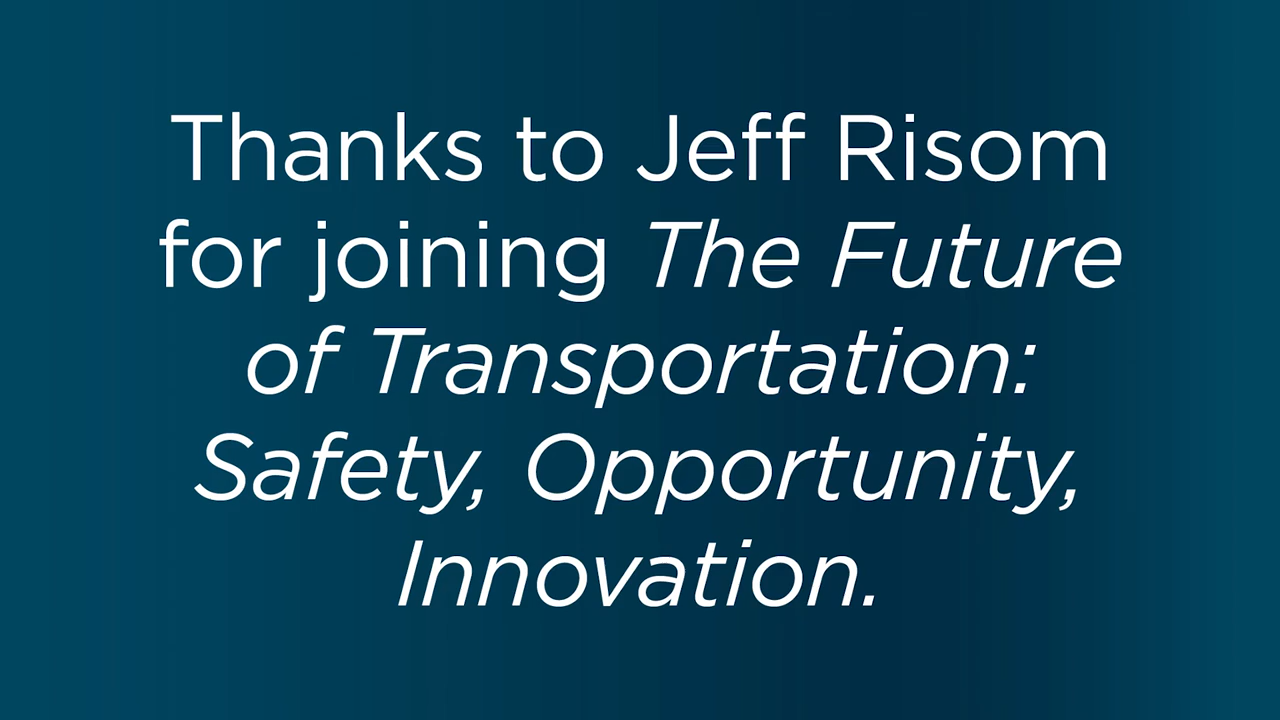 Thanks to Jeff Risom
for joining The Future
of Transportation:
Safety, Opportunity,
Innovation.